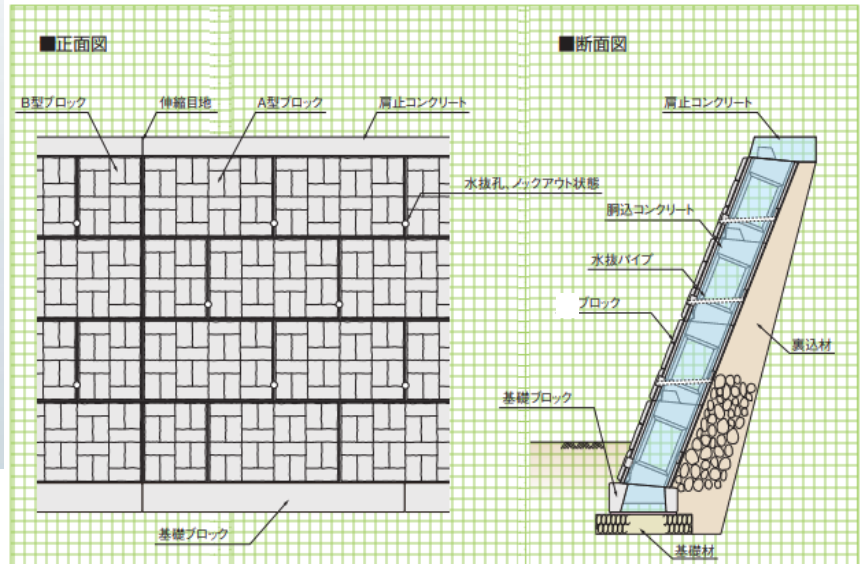 ■正面図
B型ブロック
伸縮目地
A型ブロック
肩止コンクリート
水抜孔、ノックアウト状態
基礎ブロック
■断面図
肩止コンクリート
胴込コンクリート
水抜パイプ
ブロック
裏込材
基礎ブロック
基礎材